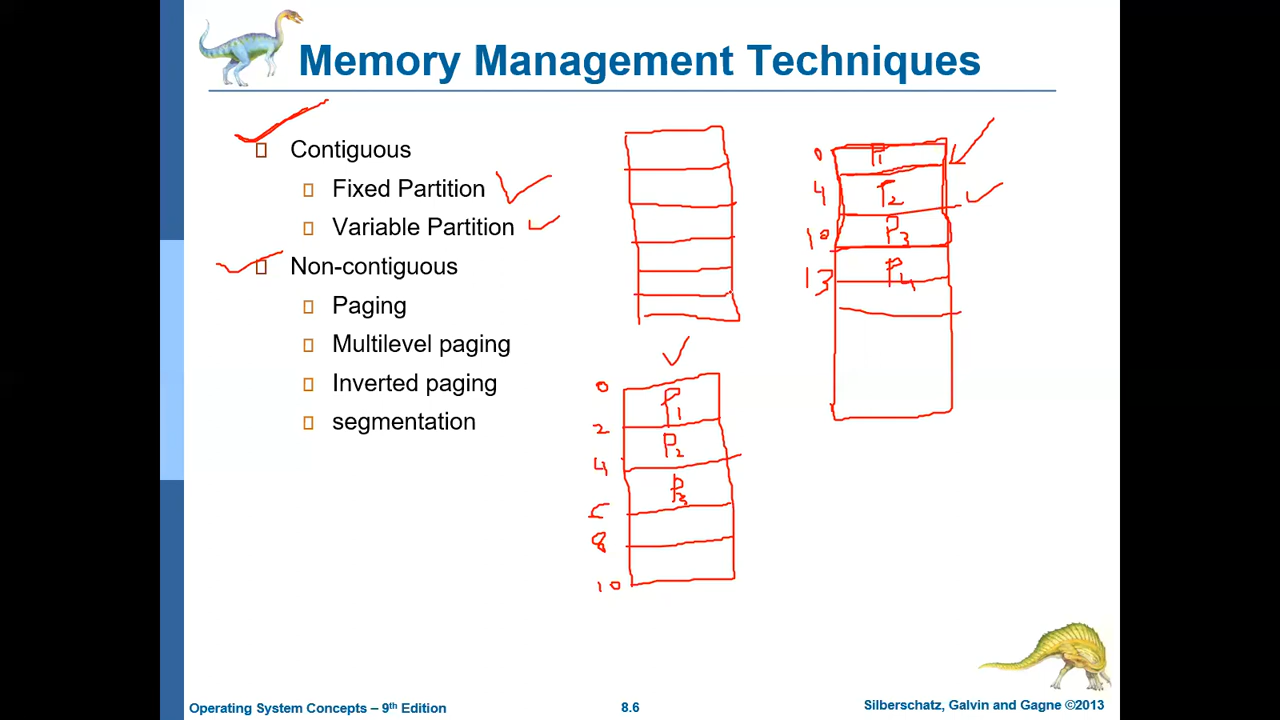 Memory Management Techniques
Contiguous
Fixed Partition
Variable Partition
Non-contiguous
Paging
Multilevel paging
Inverted paging
segmentation
0
2
4
8
10
P1
P2
P3
0
4
10
13
P1
P2
P3
P4
Operating System Concepts – 9th Edition
8.6
Silberschatz, Galvin and Gagne ©2013